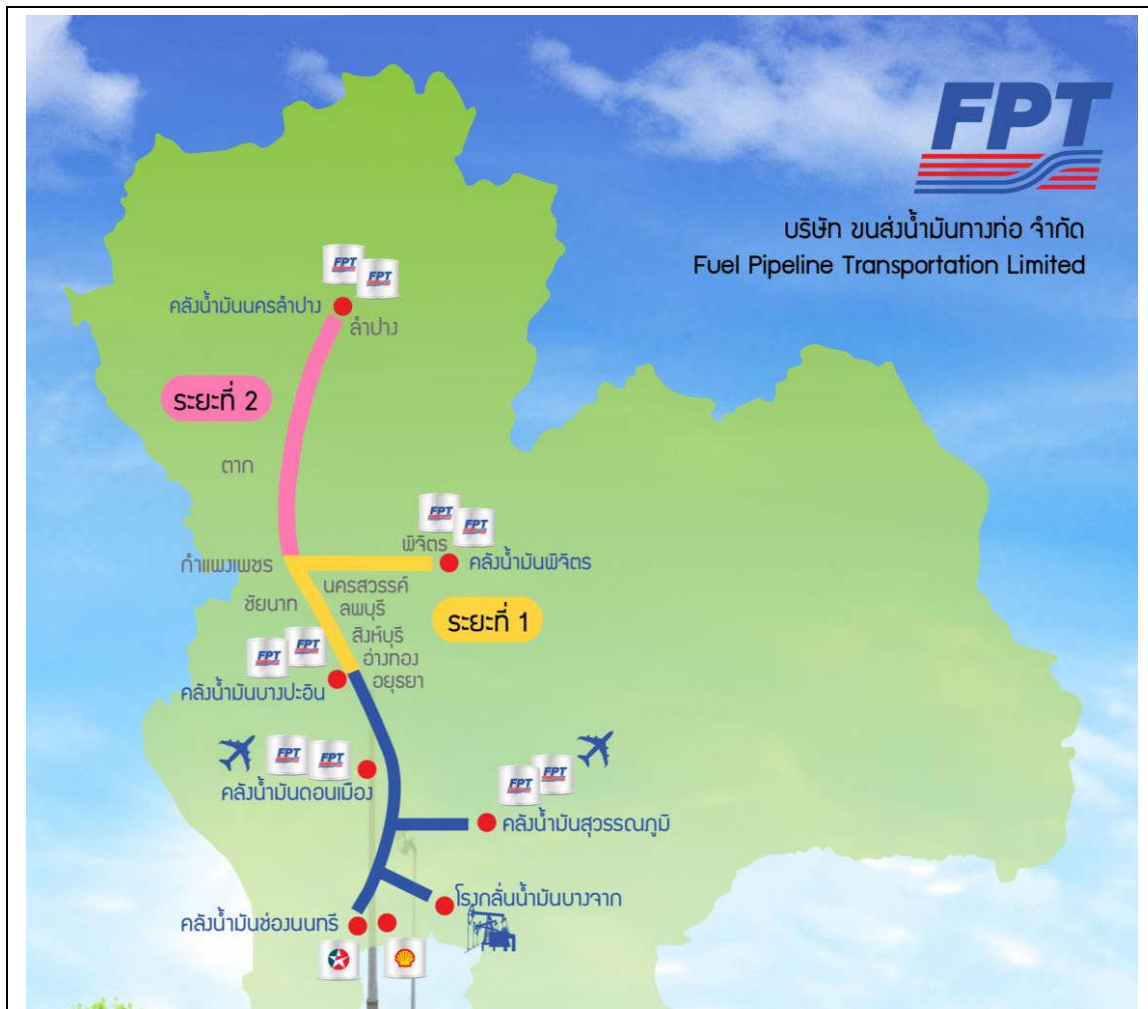 FPT
บริษัท ขนส่งน้ำมันทางท่อ จำกัด
Fuel Pipeline Transportation Limited
FPT
FPT
คลังน้ำมันนครลำปาง
ลำปาง
ระยะที่ 2
ตาก
FPT
FPT
พิจิตร
กำแพงเพชร
คลังน้ำมันพิจิตร
นครสวรรค์
ชัยนาท
ลพบุรี
ระยะที่ 1
สิงห์บุรี
อ่างทอง
อยุธยา
FPT
FPT
คลังน้ำมันบางปะอิน
FPT
FPT
คลังน้ำมันดอนเมือง
FPT
FPT
คลังน้ำมันสุวรรณภูมิ
โรงกลั่นน้ำมันบางจาก
คลังน้ำมันช่องนนทรี